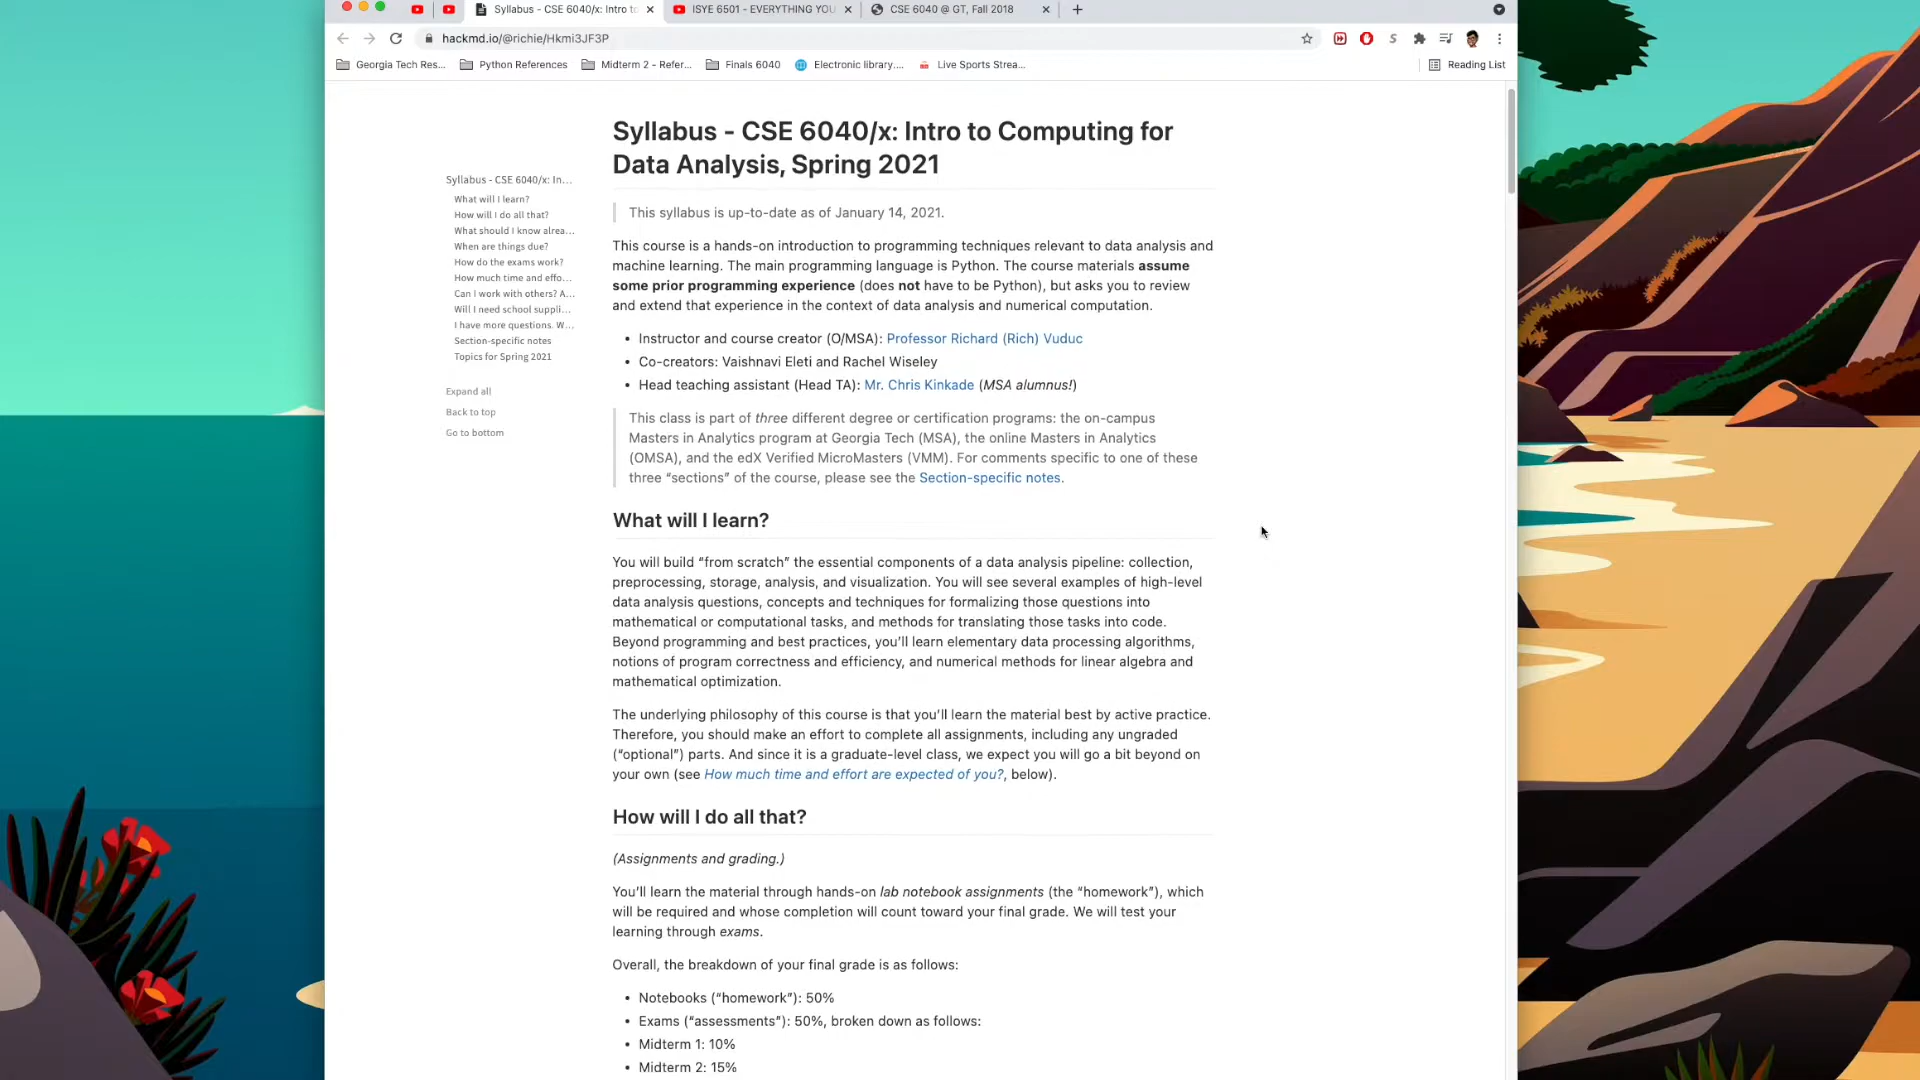 Syllabus - CSE 6040/x: Intro to
ISYE 6501 - EVERYTHING YOU
CSE 6040 @ GT, Fall 2018
hackmd.io/@richie/Hkmi3JF3P
Georgia Tech Res...
Python References
Midterm 2 - Refer...
Finals 6040
Electronic library....
Live Sports Strea...
Reading List
Syllabus - CSE 6040/x: In...
What will I learn?
How will I do all that?
What should I know alrea...
When are things due?
How do the exams work?
How much time and effo...
Can I work with others? A...
Will I need school suppli...
I have more questions. W...
Section-specific notes
Topics for Spring 2021
Expand all
Back to top
Go to bottom
Syllabus - CSE 6040/x: Intro to Computing for
Data Analysis, Spring 2021
This syllabus is up-to-date as of January 14, 2021.
This course is a hands-on introduction to programming techniques relevant to data analysis and
machine learning. The main programming language is Python. The course materials assume
some prior programming experience (does not have to be Python), but asks you to review
and extend that experience in the context of data analysis and numerical computation.
• Instructor and course creator (O/MSA): Professor Richard (Rich) Vuduc
• Co-creators: Vaishnavi Eleti and Rachel Wiseley
• Head teaching assistant (Head TA): Mr. Chris Kinkade (MSA alumnus!)
This class is part of three different degree or certification programs: the on-campus
Masters in Analytics program at Georgia Tech (MSA), the online Masters in Analytics
(OMSA), and the edX Verified MicroMasters (VMM). For comments specific to one of these
three “sections” of the course, please see the Section-specific notes.
What will I learn?
You will build “from scratch” the essential components of a data analysis pipeline: collection,
preprocessing, storage, analysis, and visualization. You will see several examples of high-level
data analysis questions, concepts and techniques for formalizing those questions into
mathematical or computational tasks, and methods for translating those tasks into code.
Beyond programming and best practices, you’ll learn elementary data processing algorithms,
notions of program correctness and efficiency, and numerical methods for linear algebra and
mathematical optimization.
The underlying philosophy of this course is that you’ll learn the material best by active practice.
Therefore, you should make an effort to complete all assignments, including any ungraded
(“optional”) parts. And since it is a graduate-level class, we expect you will go a bit beyond on
your own (see How much time and effort are expected of you?, below).
How will I do all that?
(Assignments and grading.)
You’ll learn the material through hands-on lab notebook assignments (the “homework”), which
will be required and whose completion will count toward your final grade. We will test your
learning through exams.
Overall, the breakdown of your final grade is as follows:
• Notebooks (“homework”): 50%
• Exams (“assessments”): 50%, broken down as follows:
• Midterm 1: 10%
• Midterm 2: 15%